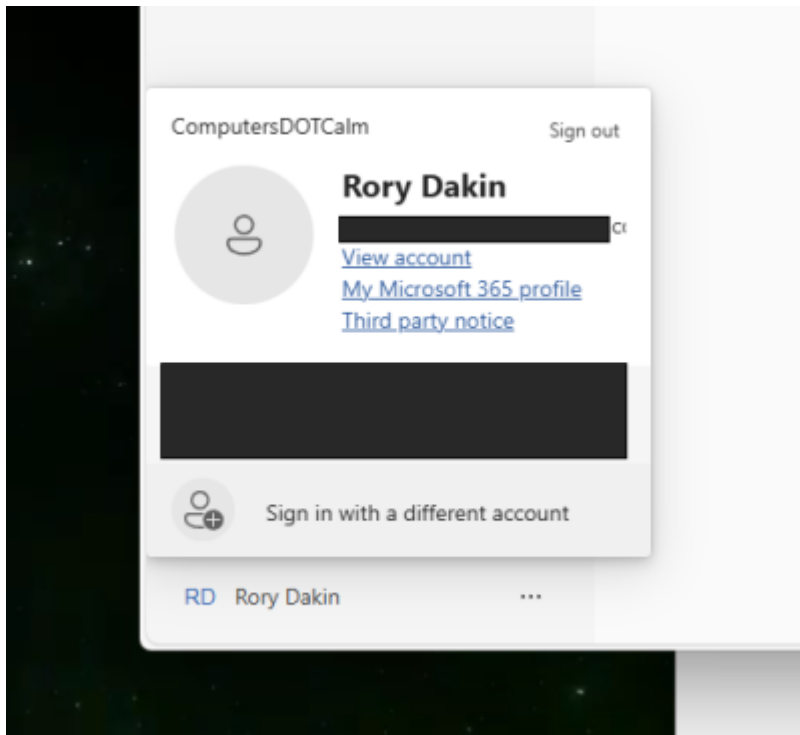 ComputersDOTCalm
Sign out
Rory Dakin
View account
My Microsoft 365 profile
Third party notice
Sign in with a different account
RD Rory Dakin